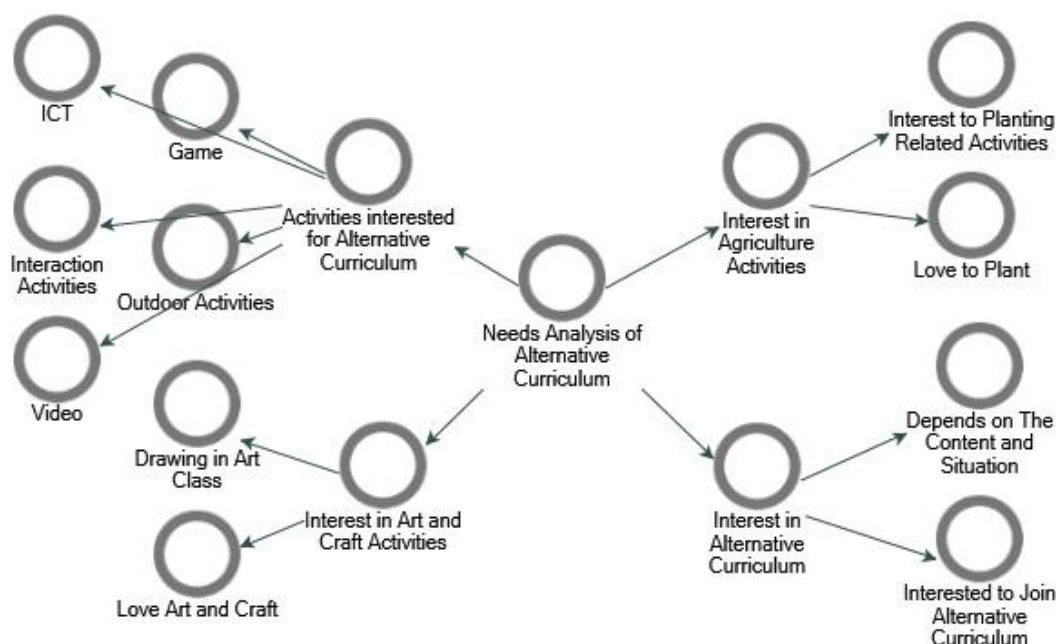 ICT
Game
Activities interested
for Alternative
Curriculum
Interaction
Activities
Outdoor Activities
Video
Interest to Planting
Related Activities
Interest in
Agriculture
Activities
Love to Plant
Needs Analysis of
Alternative
Curriculum
Drawing in Art
Class
Interest in Art and
Craft Activities
Love Art and Craft
Depends on The
Content and
Situation
Interest in
Alternative
Curriculum
Interested to Join
Alternative
Curriculum